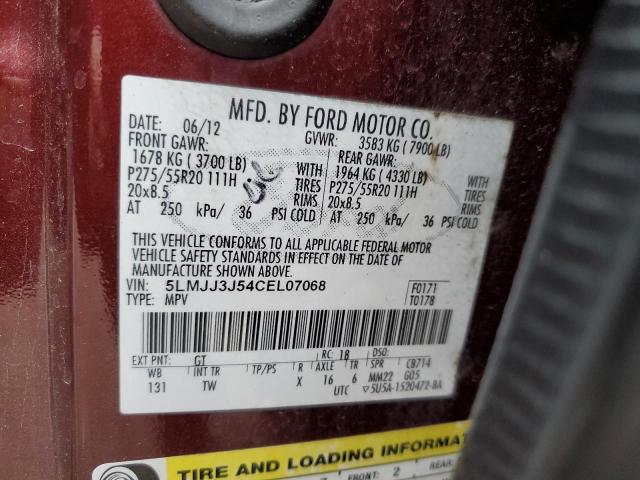 MFD. BY FORD MOTOR CO.
DATE: 06/12 GVWR: 3583 KG ( 7900 LB)
FRONT GAWR: REAR GAWR:
1678 KG ( 3700 LB) WITH 1964 KG ( 4330 LB) WITH
P275/55R20 111H TIRES P275/55R20 111H TIRES
20x8.5 RIMS 20x8.5 RIMS
AT 250 kPa/ 36 PSI COLD AT 250 kPa/ 36 PSI COLD
THIS VEHICLE CONFORMS TO ALL APPLICABLE FEDERAL MOTOR
VEHICLE SAFETY STANDARDS IN EFFECT ON THE DATE OF
MANUFACTURE SHOWN ABOVE.
VIN: 5LMJJ3J54CEL07068 F0171
TYPE: MPV T0178
EXT PNT: GT RC: 18 DSO:
WB INT TR TP/PS R AXLE TR SPR CB714
131 TW X 16 6 MM22 G05
UTC ▽5U5A-1520472-BA
TIRE AND LOADING INFORMATION
FRONT: 2 REAR: